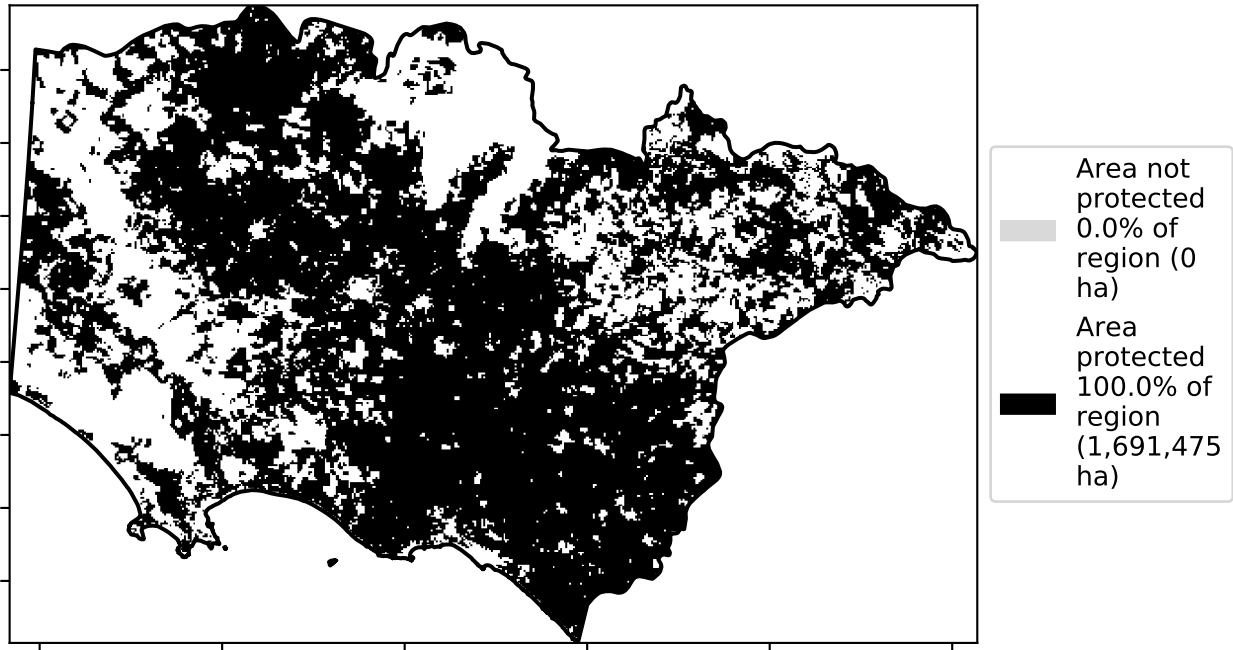 Area not
protected
0.0% of
region (0
ha)
Area
protected
100.0% of
region
(1,691,475
ha)